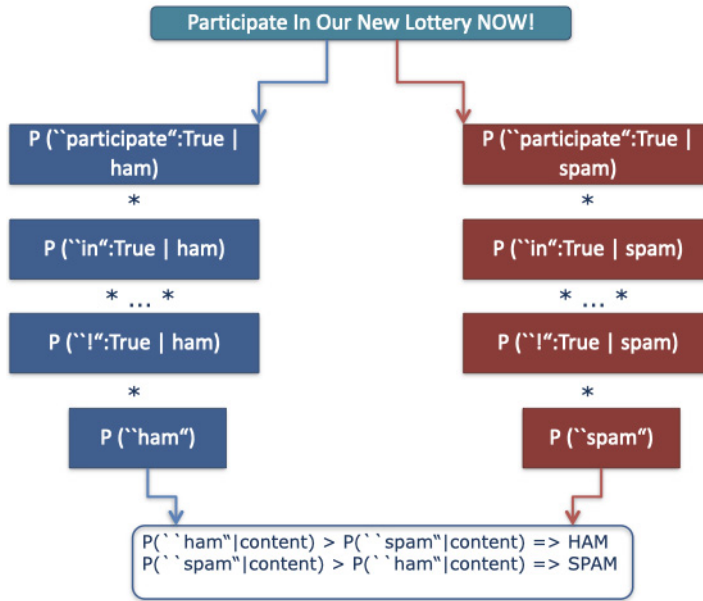 Participate In Our New Lottery NOW!
P (``participate“:True |
ham)
*
P (``in“:True | ham)
* ... *
P (``!“:True | ham)
*
P (``ham“)
P (``participate“:True |
spam)
*
P (``in“:True | spam)
* ... *
P (``!“:True | spam)
*
P (``spam“)
P(``ham“|content) > P(``spam“|content) => HAM
P(``spam“|content) > P(``ham“|content) => SPAM